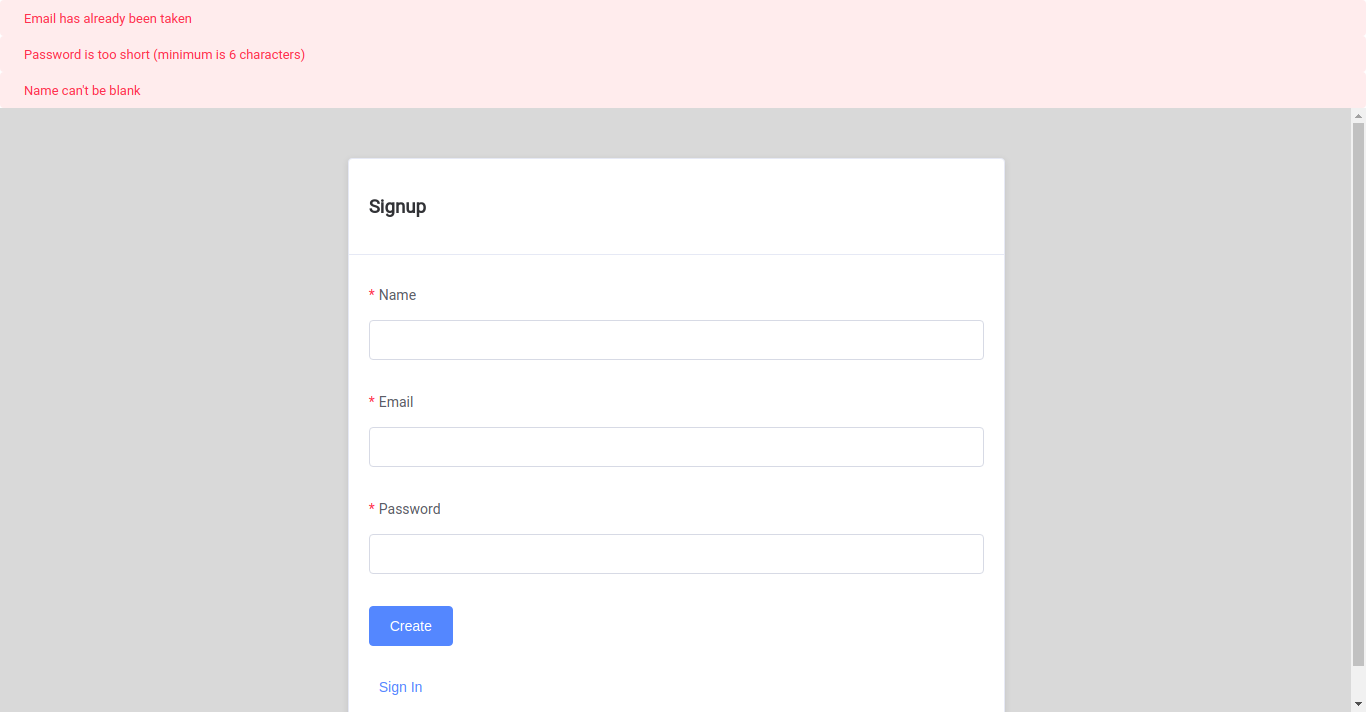 Email has already been taken
Password is too short (minimum is 6 characters)
Name can't be blank
Signup
* Name
* Email
* Password
Create
Sign In